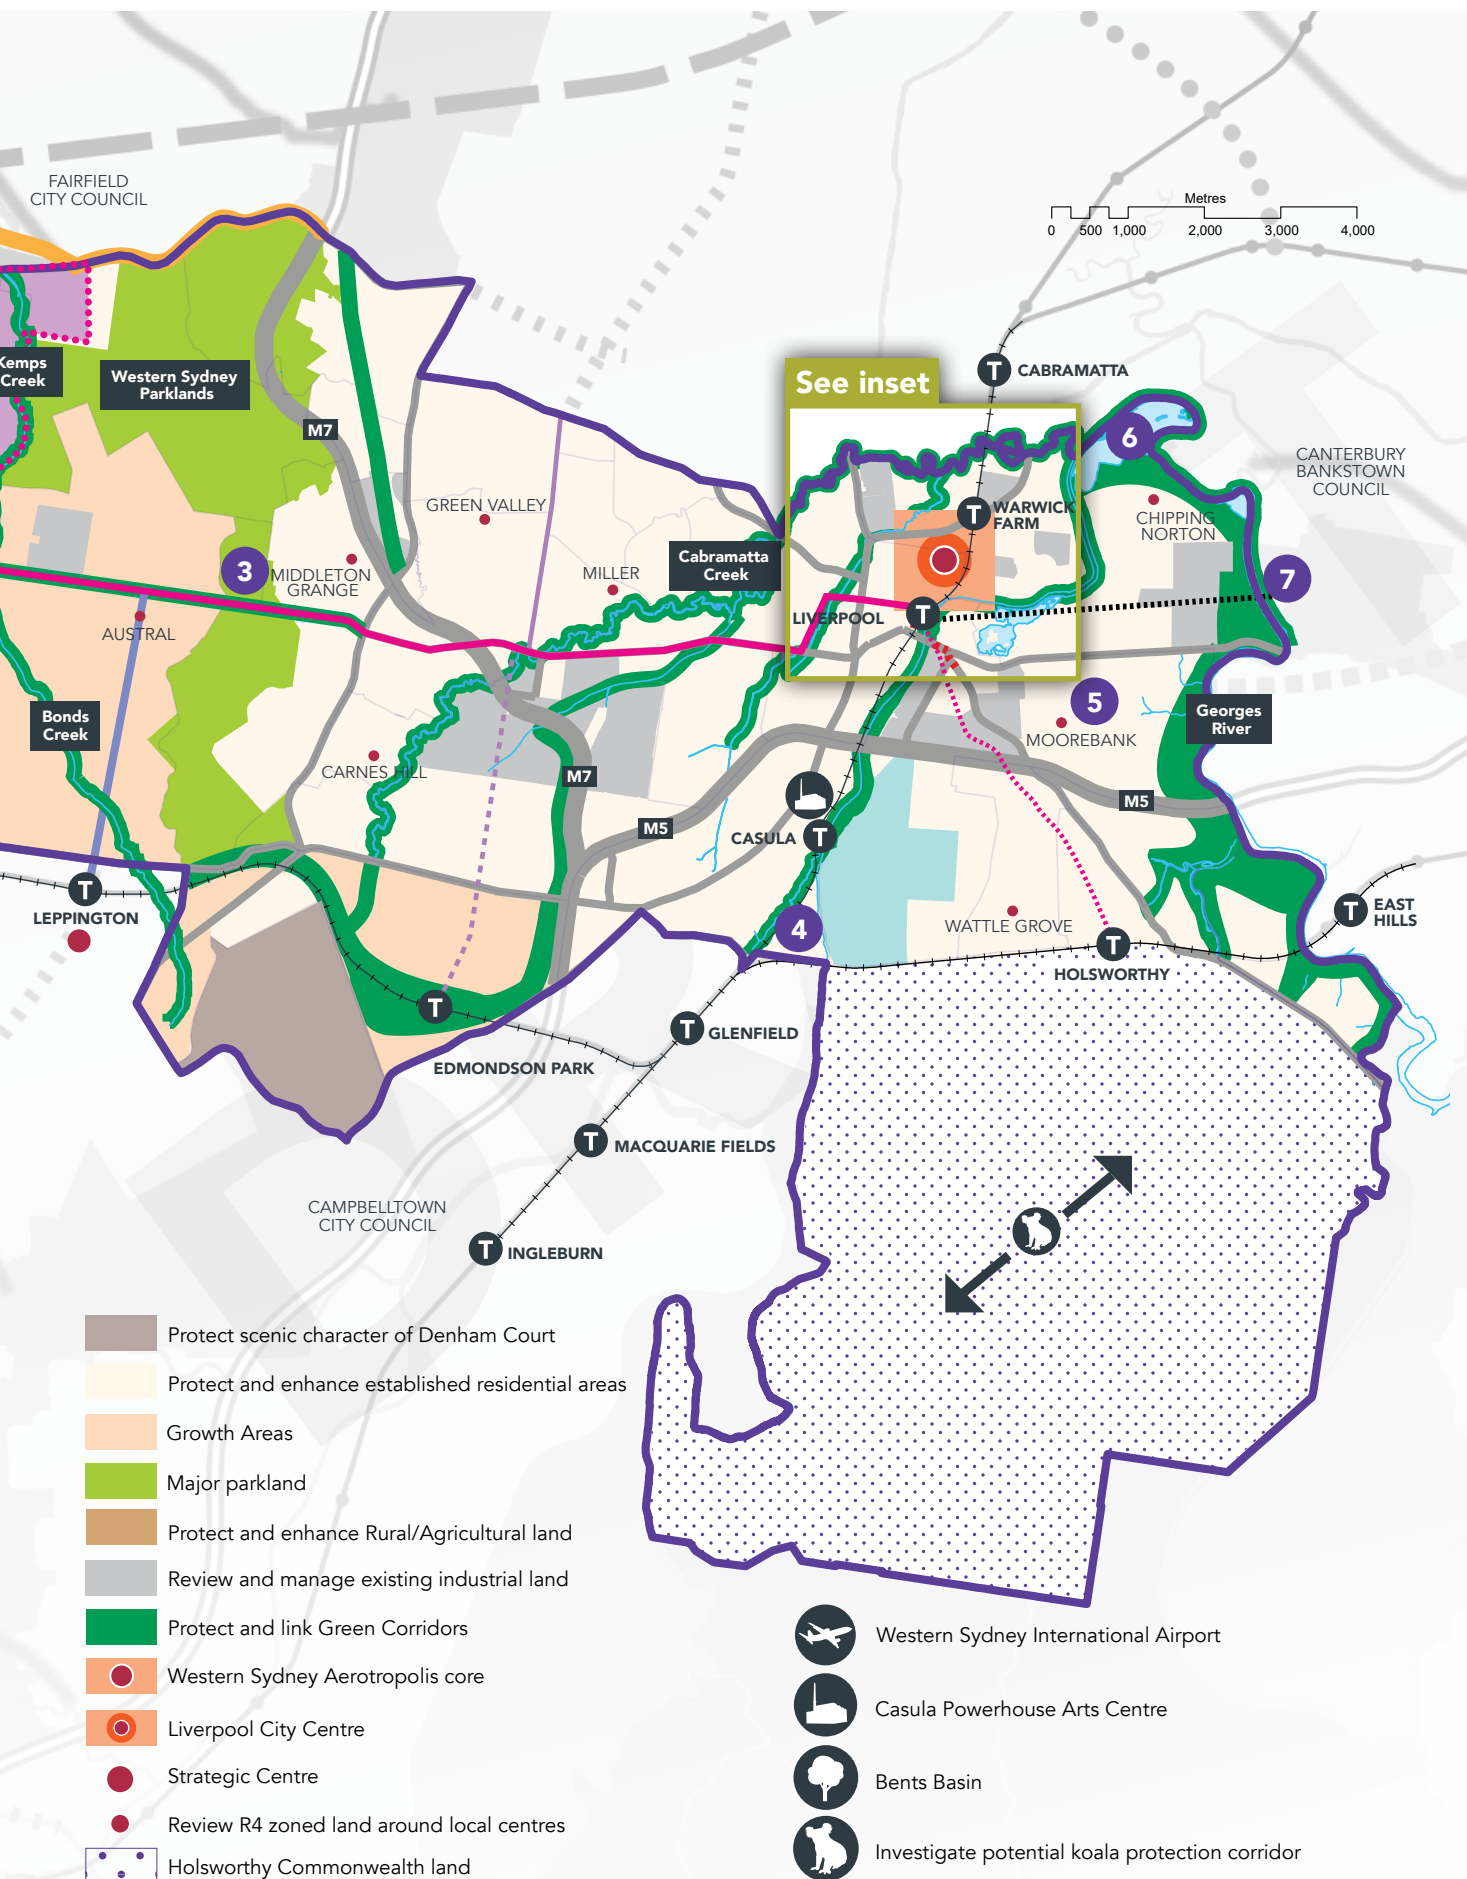 FAIRFIELD
CITY COUNCIL
Metres
0 500 1,000 2,000 3,000 4,000
Kemps
Creek
Western Sydney
Parklands
M7
See inset
CABRAMATTA
6
CANTERBURY
BANKSTOWN
COUNCIL
GREEN VALLEY
WARWICK
FARM
CHIPPING
NORTON
Cabramatta
Creek
3
MIDDLETON
GRANGE
MILLER
7
LIVERPOOL
AUSTRAL
Bonds
Creek
5
Georges
River
MOOREBANK
CARNES HILL
M7
M5
M5
CASULA
LEPPINGTON
4
WATTLE GROVE
EAST
HILLS
HOLSWORTHY
GLENFIELD
EDMONDSON PARK
MACQUARIE FIELDS
CAMPBELLTOWN
CITY COUNCIL
INGLEBURN
T
T
T
T
T
T
T
T
T
T
T
Protect scenic character of Denham Court
Protect and enhance established residential areas
Growth Areas
Major parkland
Protect and enhance Rural/Agricultural land
Review and manage existing industrial land
Protect and link Green Corridors
Western Sydney Aerotropolis core
Liverpool City Centre
Strategic Centre
Review R4 zoned land around local centres
Holsworthy Commonwealth land
Western Sydney International Airport
Casula Powerhouse Arts Centre
Bents Basin
Investigate potential koala protection corridor